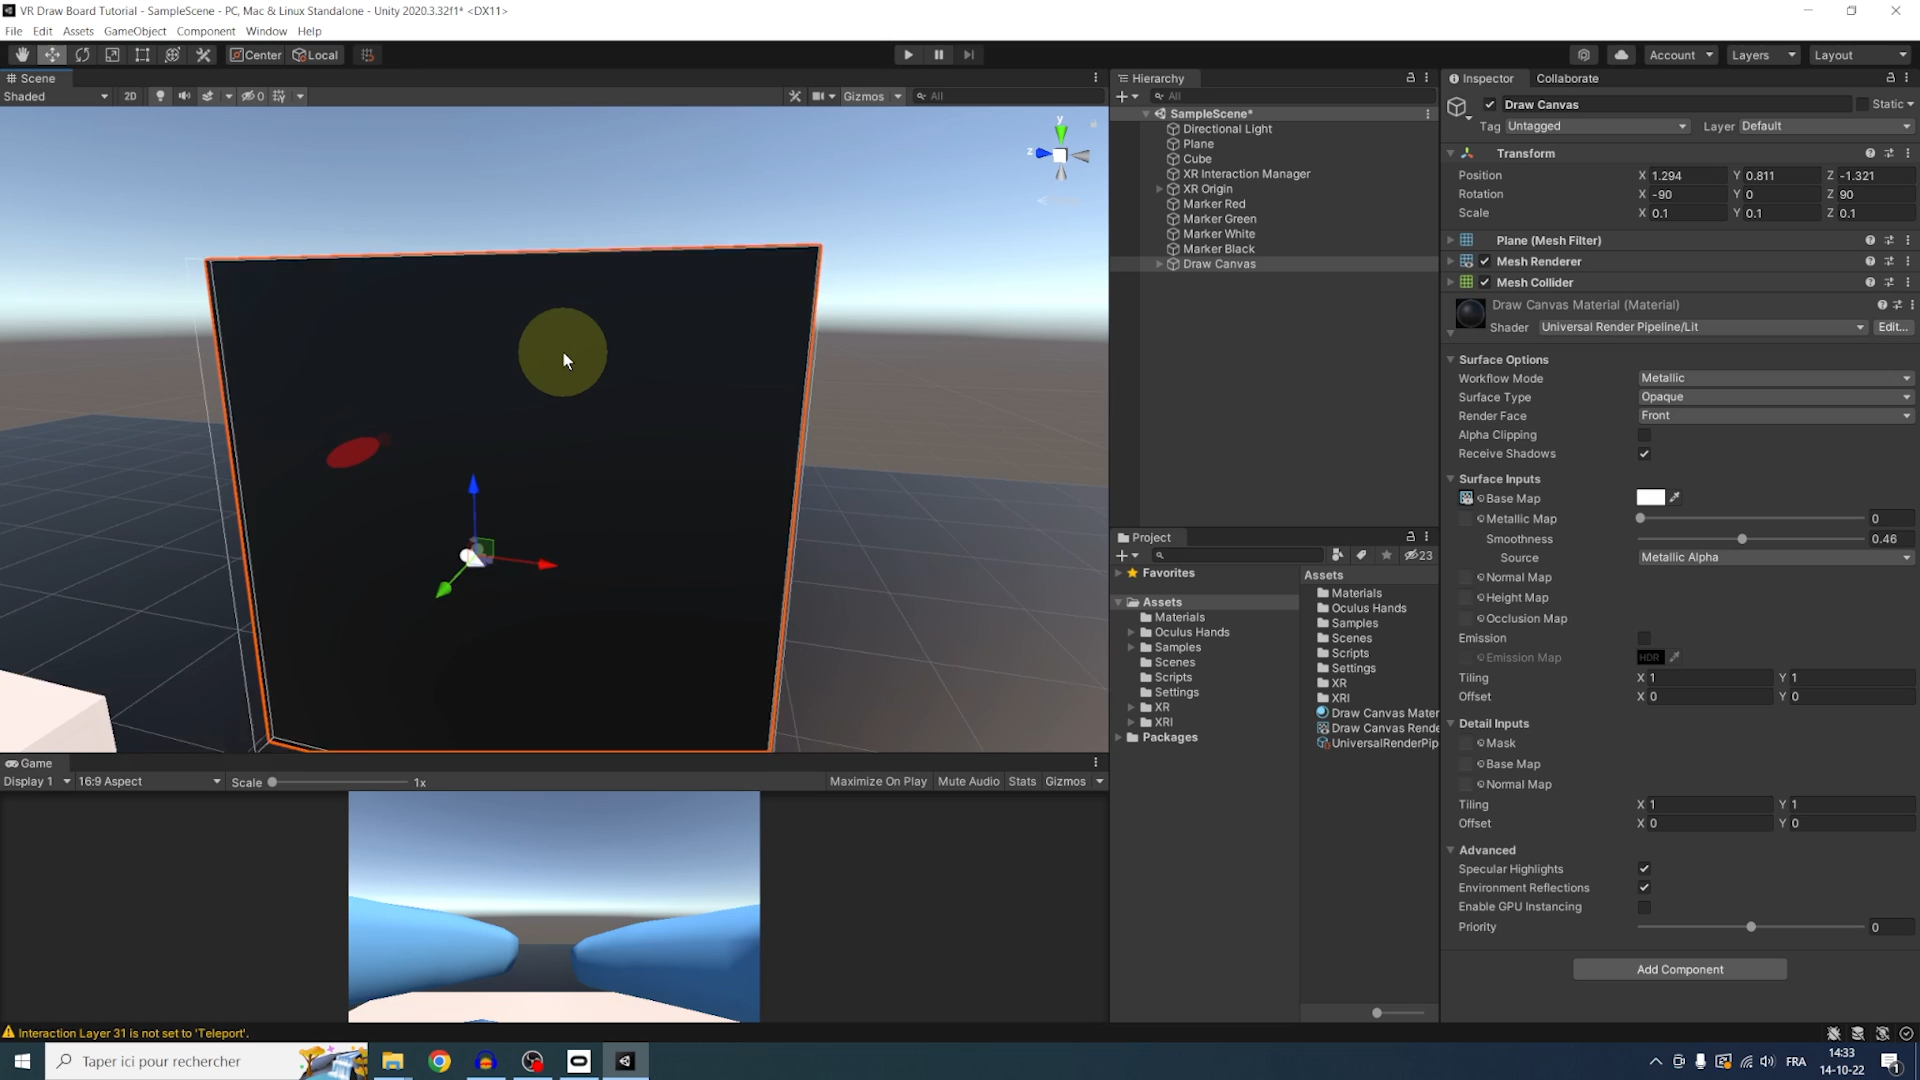 VR Draw Board Tutorial - SampleScene - PC, Mac & Linux Standalone - Unity 2020.3.32f1* <DX11>
File Edit Assets GameObject Component Window Help
Center Local
Account Layers Layout
Scene
Shaded 2D 0 Gizmos All
y
z
Hierarchy
All
SampleScene*
Directional Light
Plane
Cube
XR Interaction Manager
XR Origin
Marker Red
Marker Green
Marker White
Marker Black
Draw Canvas
Project
23
Favorites
Assets
Materials
Oculus Hands
Samples
Scenes
Scripts
Settings
XR
XRI
Packages
Assets
Materials
Oculus Hands
Samples
Scenes
Scripts
Settings
XR
XRI
Draw Canvas Mater
Draw Canvas Rende
UniversalRenderPip
Inspector Collaborate
Draw Canvas Static
Tag Untagged Layer Default
Transform
Position X 1.294 Y 0.811 Z -1.321
Rotation X -90 Y 0 Z 90
Scale X 0.1 Y 0.1 Z 0.1
Plane (Mesh Filter)
Mesh Renderer
Mesh Collider
Draw Canvas Material (Material)
Shader Universal Render Pipeline/Lit Edit...
Surface Options
Workflow Mode Metallic
Surface Type Opaque
Render Face Front
Alpha Clipping
Receive Shadows
Surface Inputs
Base Map
Metallic Map 0
Smoothness 0.46
Source Metallic Alpha
Normal Map
Height Map
Occlusion Map
Emission
Emission Map HDR
Tiling X 1 Y 1
Offset X 0 Y 0
Detail Inputs
Mask
Base Map
Normal Map
Tiling X 1 Y 1
Offset X 0 Y 0
Advanced
Specular Highlights
Environment Reflections
Enable GPU Instancing
Priority 0
Add Component
Game
Display 1 16:9 Aspect Scale 1x Maximize On Play Mute Audio Stats Gizmos
Interaction Layer 31 is not set to 'Teleport'.
Taper ici pour rechercher
FRA
14:33
14-10-22
1